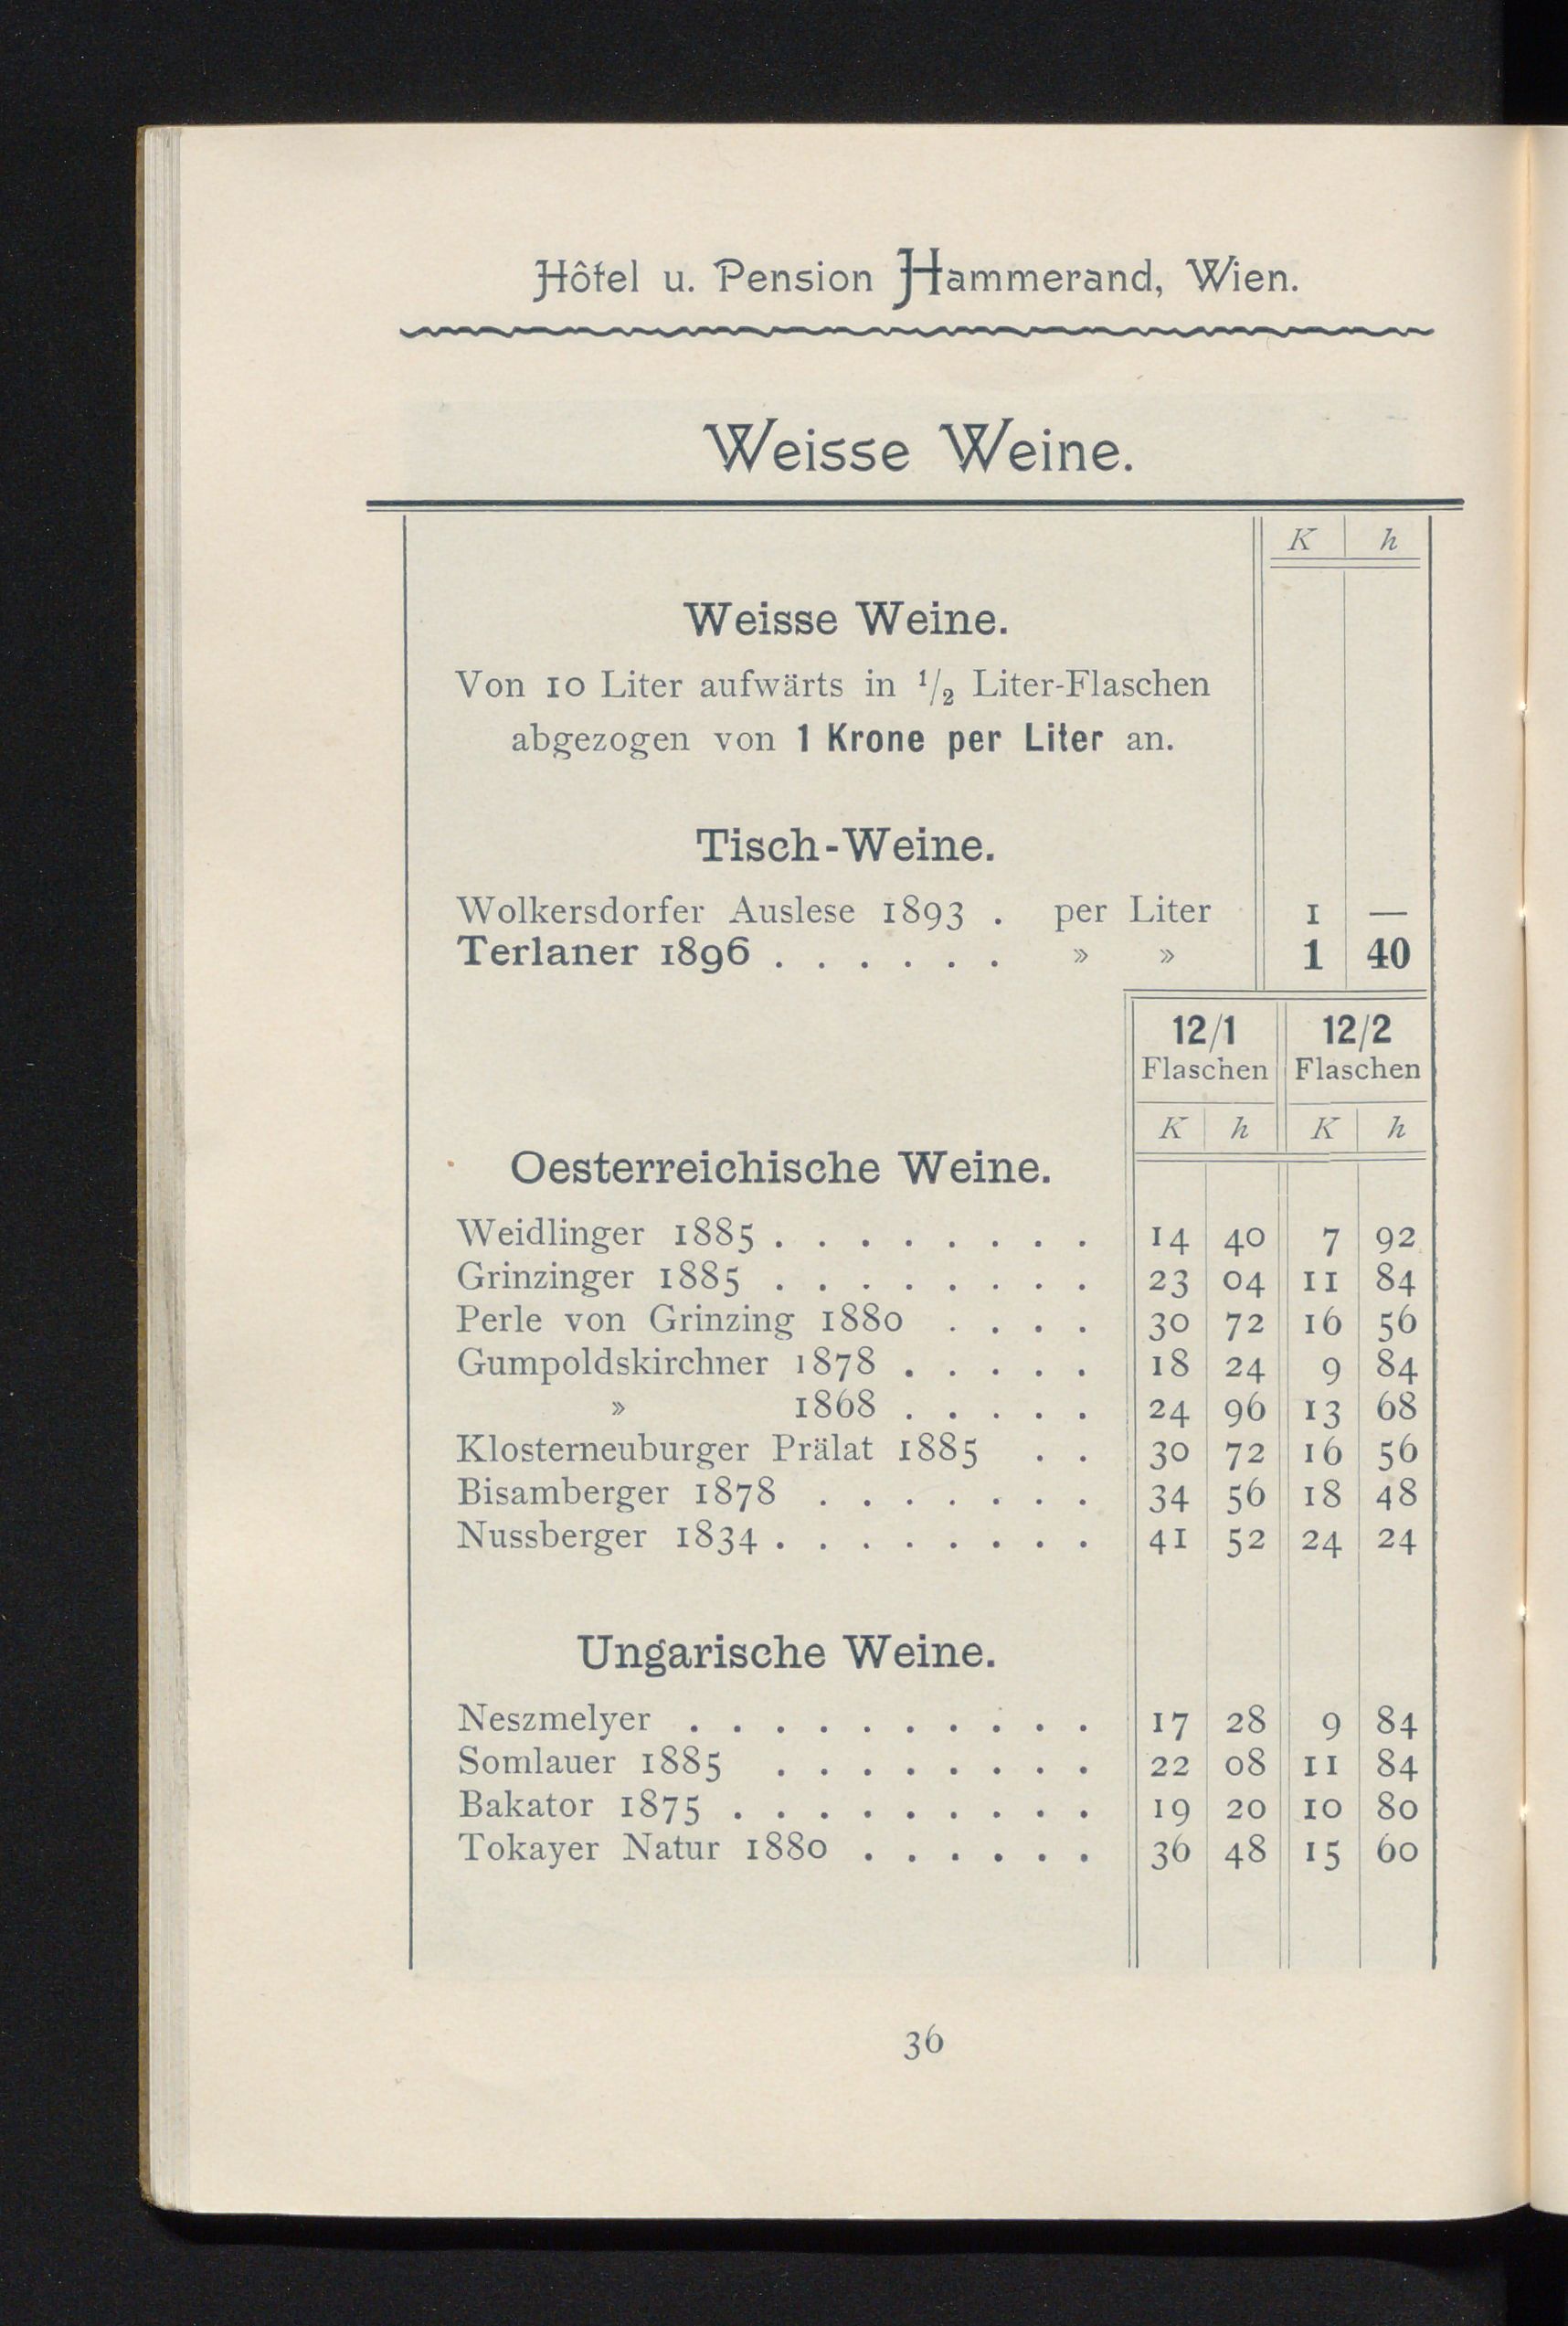 Hôtel u. Pension Hammerand, Wien.
Weisse Weine.
K h
Weisse Weine.
Von 10 Liter aufwärts in 1/2 Liter-Flaschen
abgezogen von 1 Krone per Liter an.
Tisch-Weine.
Wolkersdorfer Auslese 1893 . per Liter 1 —
Terlaner 1896 . . . . . . » » 1 40
12/1 12/2
Flaschen Flaschen
K h K h
Oesterreichische Weine.
Weidlinger 1885 . . . . . . . . 14 40 7 92
Grinzinger 1885 . . . . . . . . 23 04 11 84
Perle von Grinzing 1880 . . . . 30 72 16 56
Gumpoldskirchner 1878 . . . . . 18 24 9 84
» 1868 . . . . . 24 96 13 68
Klosterneuburger Prälat 1885 . . 30 72 16 56
Bisamberger 1878 . . . . . . . 34 56 18 48
Nussberger 1834 . . . . . . . . 41 52 24 24
Ungarische Weine.
Neszmelyer . . . . . . . . . . 17 28 9 84
Somlauer 1885 . . . . . . . . 22 08 11 84
Bakator 1875 . . . . . . . . . 19 20 10 80
Tokayer Natur 1880 . . . . . . 36 48 15 60
36